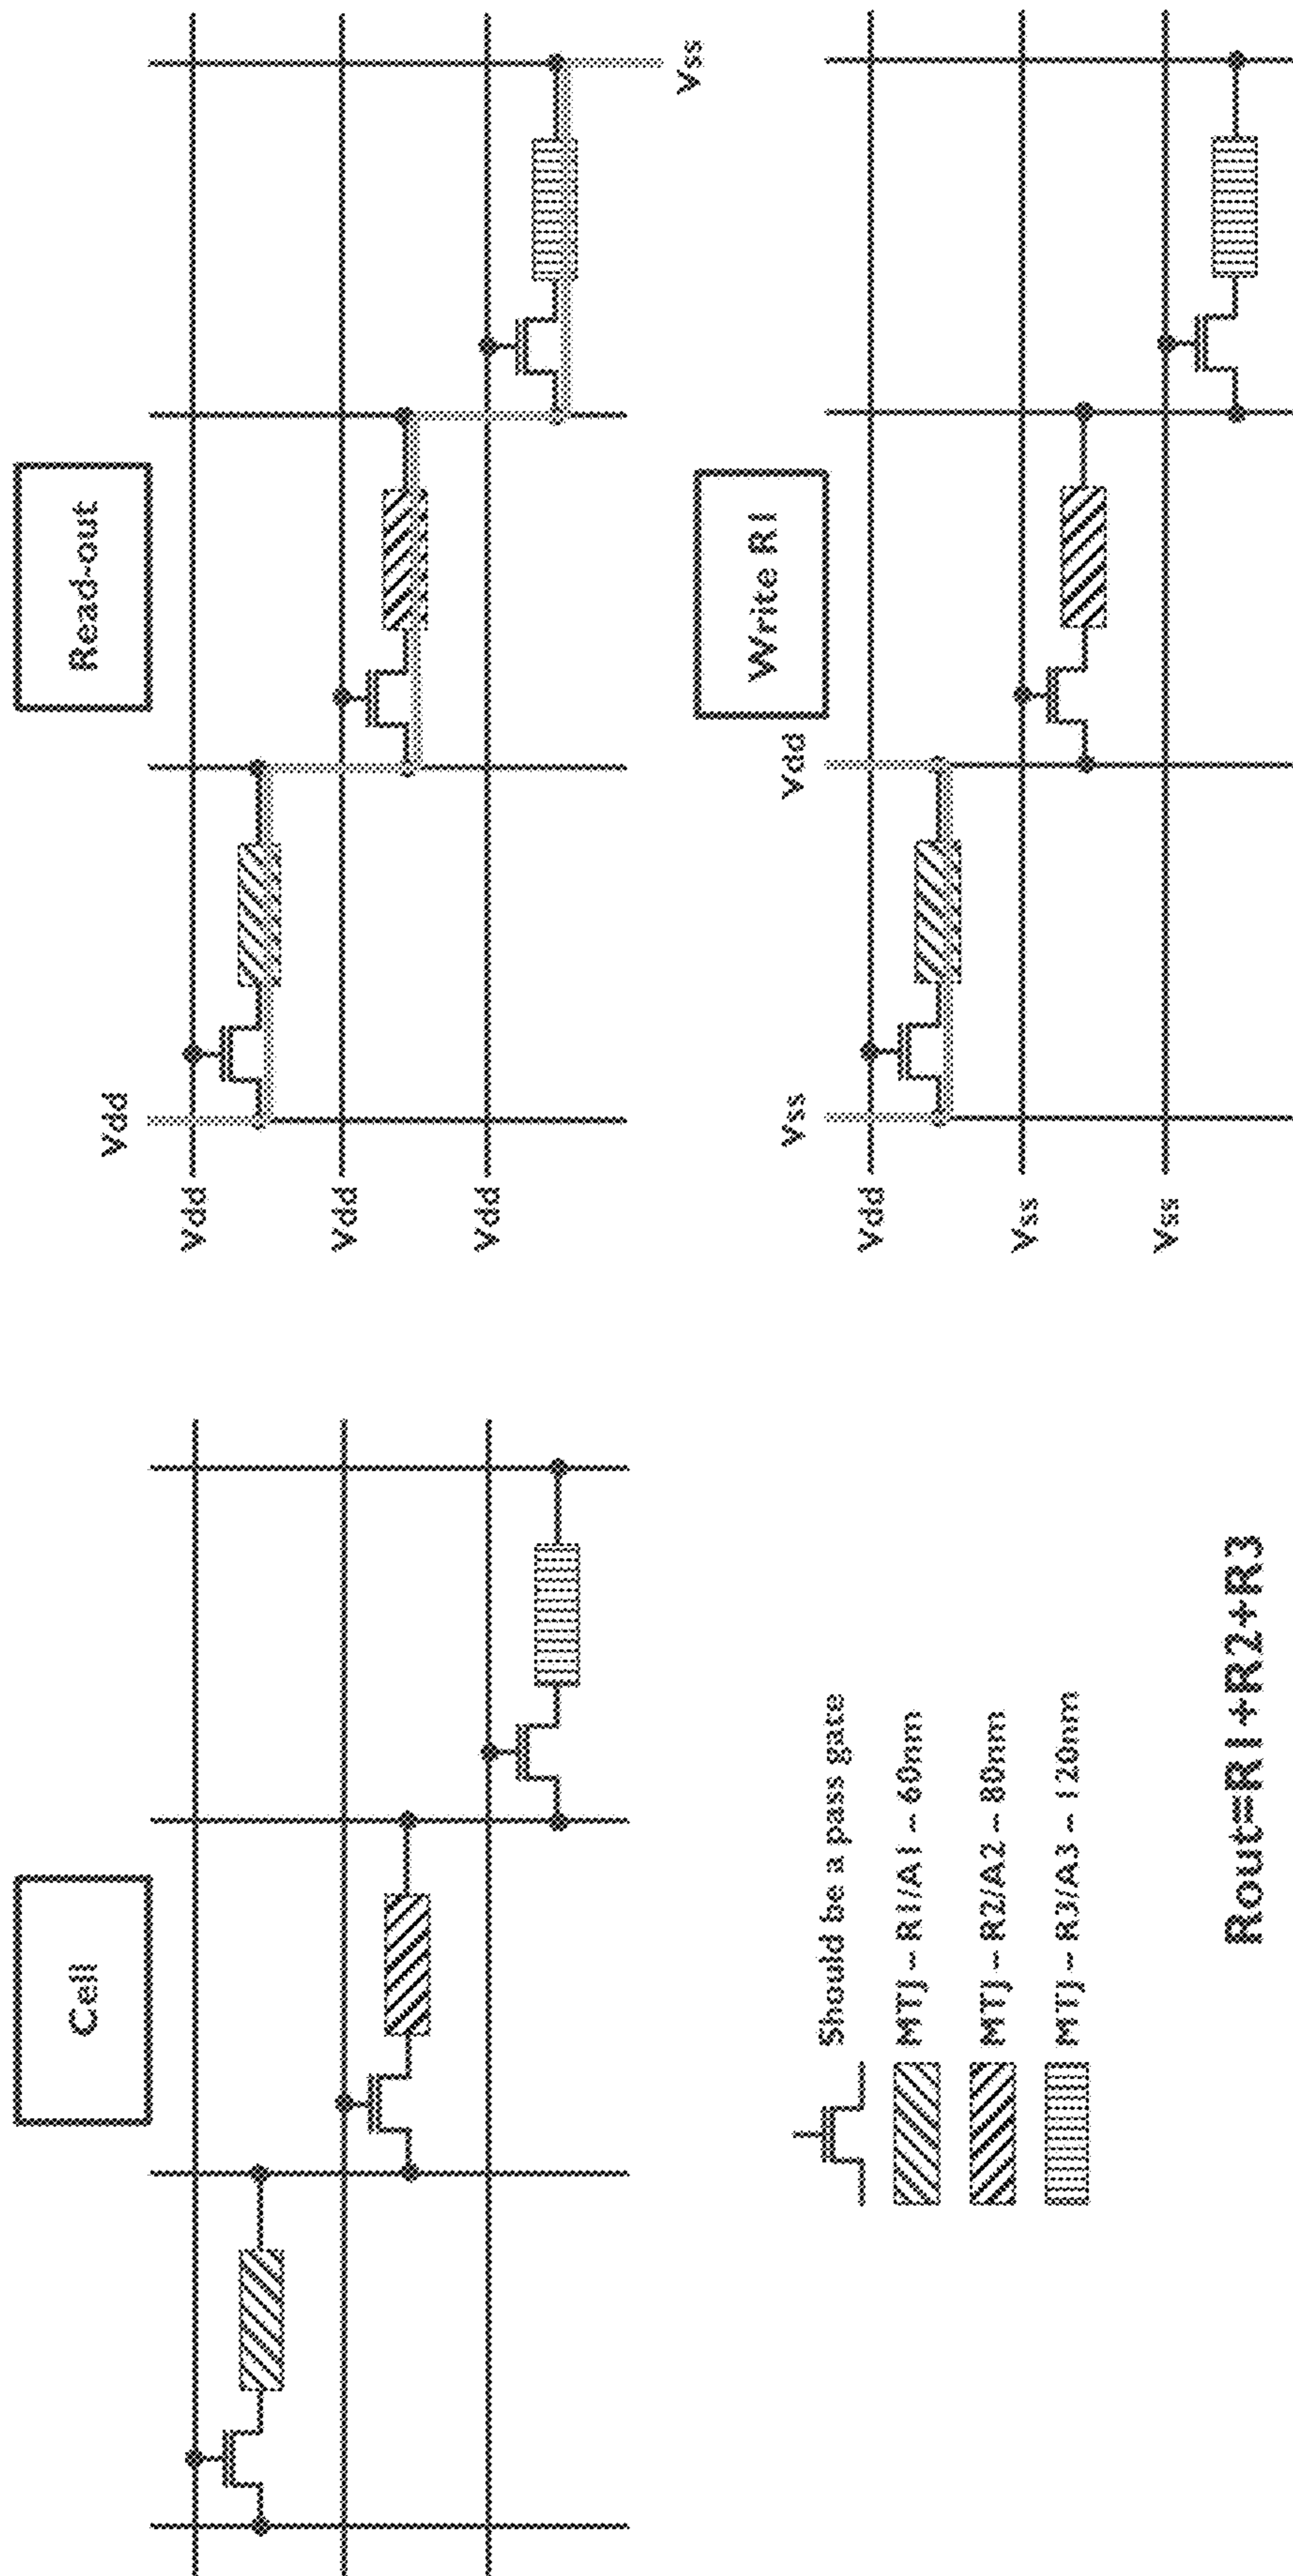 Cell
Should be a pass gate
MTJ – R1/A1 – 60nm
MTJ – R2/A2 – 80nm
MTJ – R3/A3 – 120nm
Rout=R1+R2+R3
Read-out
Vdd
Vdd
Vdd
Vdd
Vss
Write R1
Vss
Vdd
Vdd
Vss
Vss